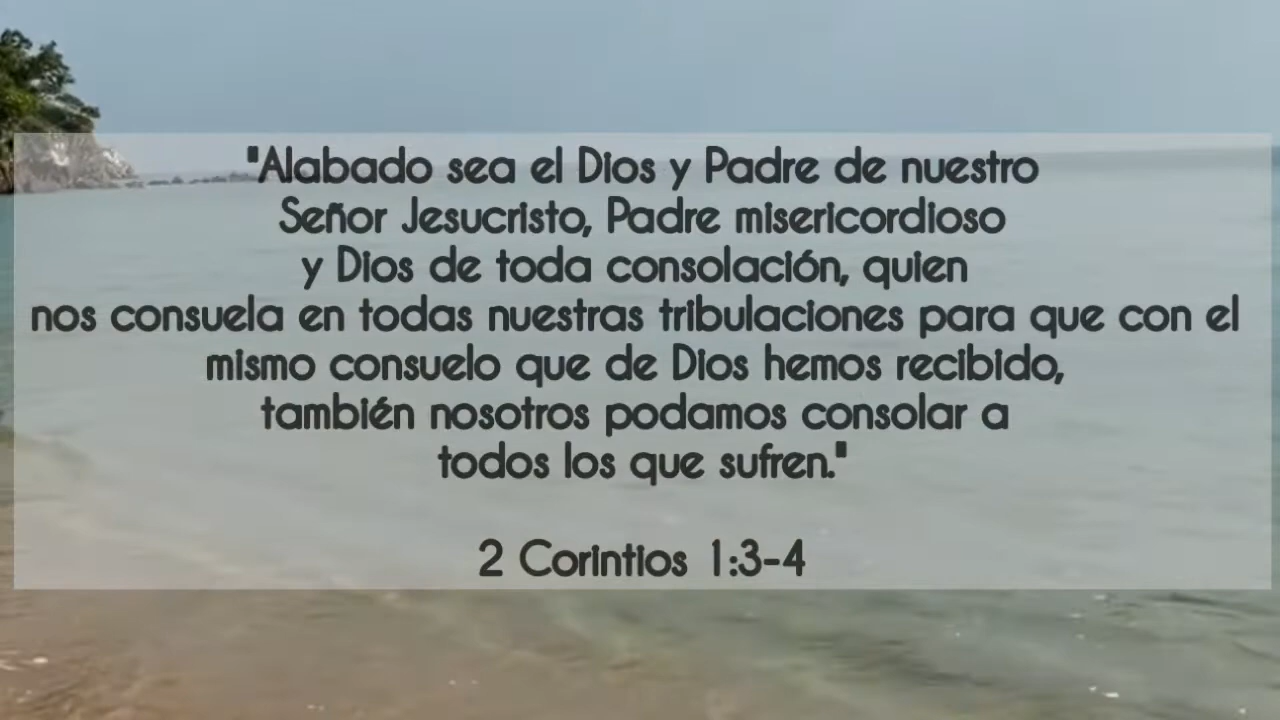 "Alabado sea el Dios y Padre de nuestro
Señor Jesucristo, Padre misericordioso
y Dios de toda consolación, quien
nos consuela en todas nuestras tribulaciones para que con el
mismo consuelo que de Dios hemos recibido,
también nosotros podamos consolar a
todos los que sufren."
2 Corintios 1:3-4